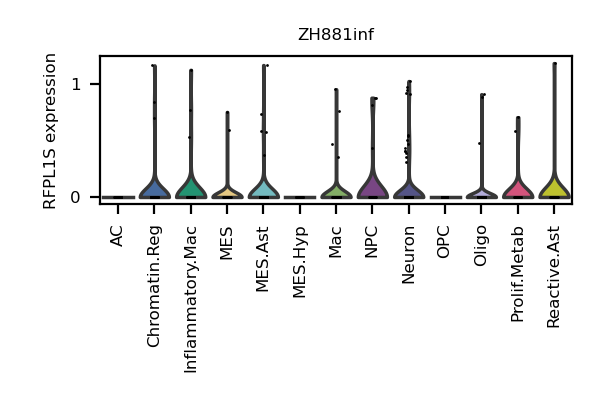 ZH881inf
RFPL1S expression
1
0
AC
Chromatin.Reg
Inflammatory.Mac
MES
MES.Ast
MES.Hyp
Mac
NPC
Neuron
OPC
Oligo
Prolif.Metab
Reactive.Ast